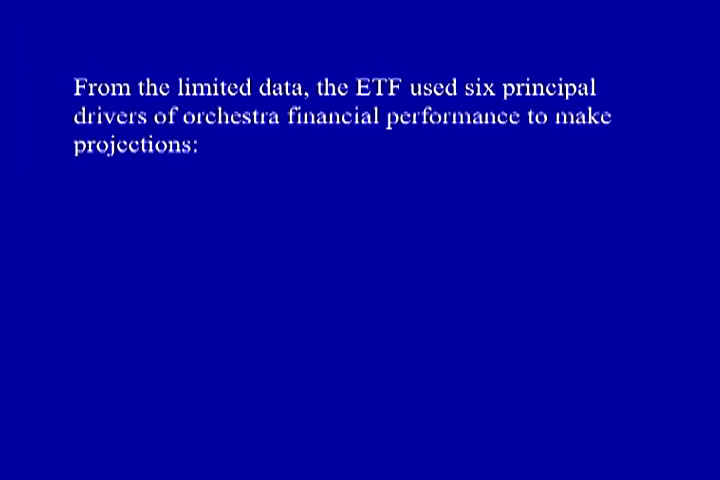 From the limited data, the ETF used six principal
drivers of orchestra financial performance to make
projections: